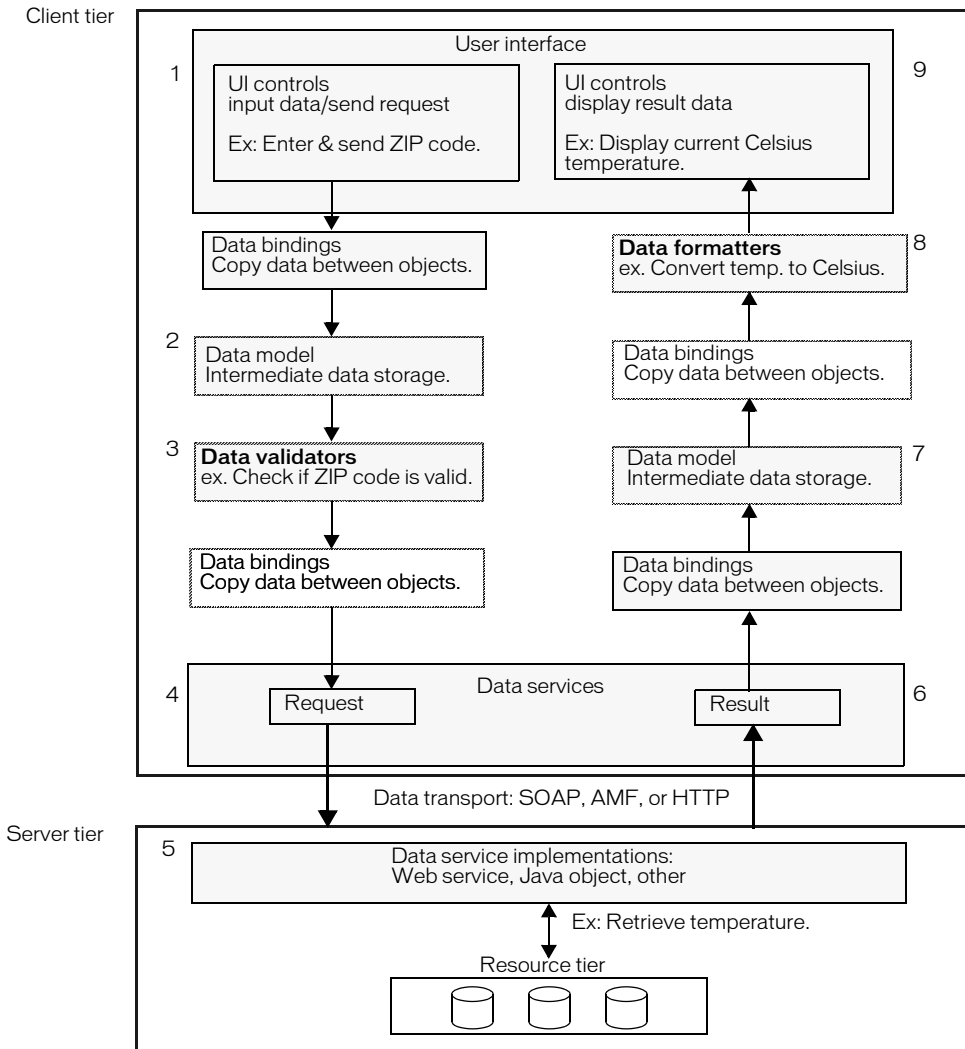 Client tier
User interface
1
UI controls
input data/send request
Ex: Enter & send ZIP code.
UI controls
display result data
Ex: Display current Celsius
temperature.
9
Data bindings
Copy data between objects.
Data formatters
ex. Convert temp. to Celsius.
8
2
Data model
Intermediate data storage.
Data bindings
Copy data between objects.
3
Data validators
ex. Check if ZIP code is valid.
Data model
Intermediate data storage.
7
Data bindings
Copy data between objects.
Data bindings
Copy data between objects.
4
Request
Data services
Result
6
Data transport: SOAP, AMF, or HTTP
Server tier
5
Data service implementations:
Web service, Java object, other
Ex: Retrieve temperature.
Resource tier